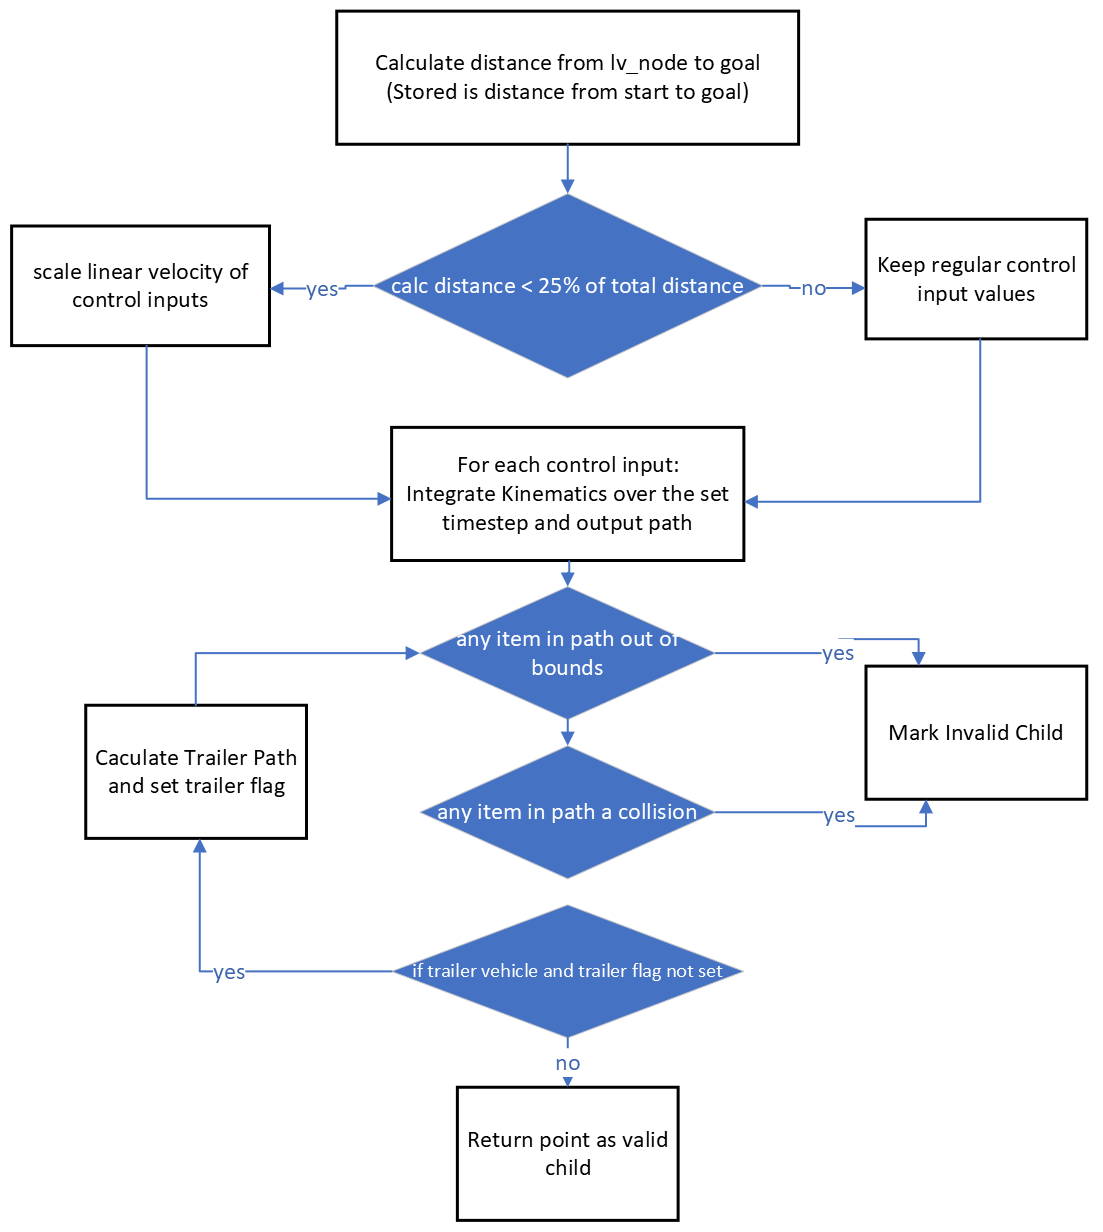 Calculate distance from lv_node to goal
(Stored is distance from start to goal)
scale linear velocity of
control inputs
yes
calc distance < 25% of total distance
no
Keep regular control
input values
For each control input:
Integrate Kinematics over the set
timestep and output path
any item in path out of
bounds
yes
Mark Invalid Child
Caculate Trailer Path
and set trailer flag
any item in path a collision
yes
yes
if trailer vehicle and trailer flag not set
no
Return point as valid
child